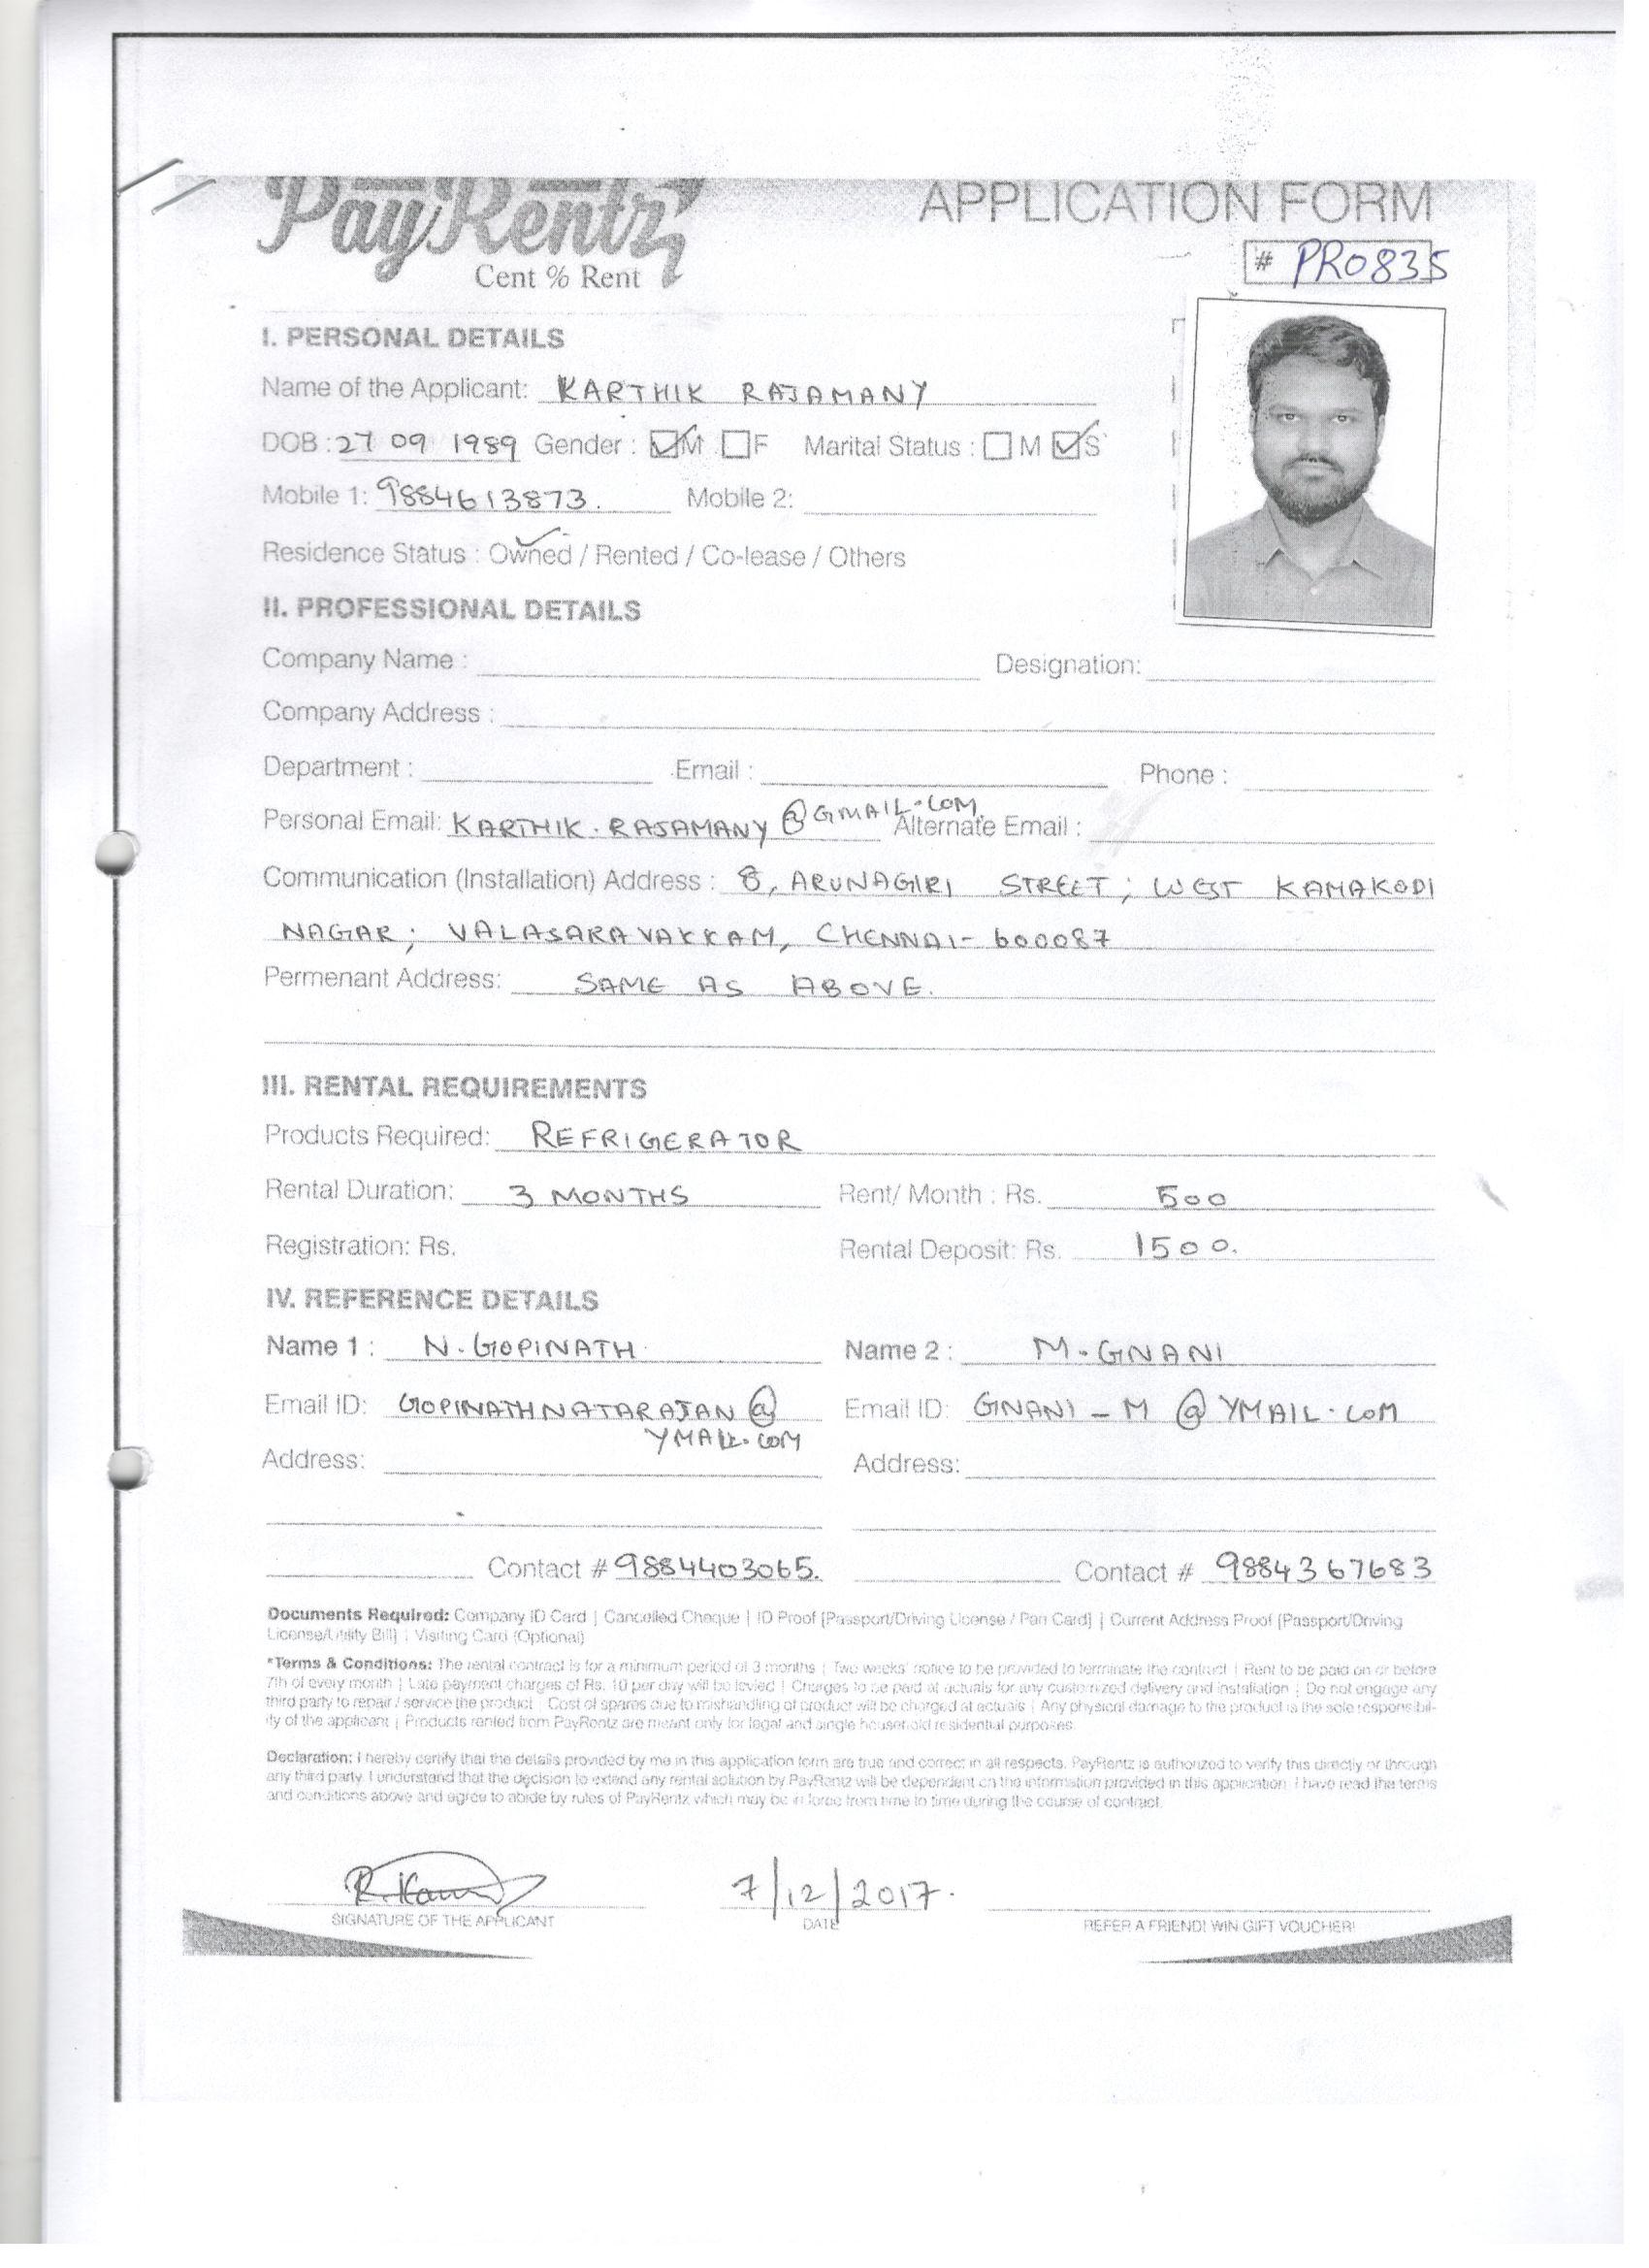 PayRentz
APPLICATION FORM
Cent % Rent
# PR0835
I. PERSONAL DETAILS
Name of the Applicant: KARTHIK RAJAMANY
DOB : 27 09 1989 Gender : M F Marital Status : M S
Mobile 1: 9884613873. Mobile 2:
Residence Status : Owned / Rented / Co-lease / Others
II. PROFESSIONAL DETAILS
Company Name : Designation:
Company Address :
Department : Email : Phone :
Personal Email: KARTHIK.RAJAMANY@GMAIL.COM Alternate Email :
Communication (Installation) Address : 8, ARUNAGIRI STREET; WEST KAMAKODI
NAGAR; VALASARAVAKKAM, CHENNAI- 600087
Permenant Address: SAME AS ABOVE.
III. RENTAL REQUIREMENTS
Products Required: REFRIGERATOR
Rental Duration: 3 MONTHS Rent/ Month : Rs. 500
Registration: Rs. Rental Deposit: Rs. 1500.
IV. REFERENCE DETAILS
Name 1 : N. GOPINATH Name 2 : M. GNANI
Email ID: GOPINATHNATARAJAN @ Email ID: GNANI_M @ YMAIL.COM
YMAIL.COM
Address: Address:
Contact # 9884403065. Contact # 9884367683
Documents Required: Company ID Card | Cancelled Cheque | ID Proof [Passport/Driving License / Pan Card] | Current Address Proof [Passport/Driving
License/Utility Bill] | Visiting Card (Optional)
*Terms & Conditions: The rental contract is for a minimum period of 3 months | Two weeks' notice to be provided to terminate the contract | Rent to be paid on or before
7th of every month | Late payment charges of Rs. 10 per day will be levied | Charges to be paid at actuals for any customized delivery and installation | Do not engage any
third party to repair / service the product | Cost of spares due to mishandling of product will be charged at actuals | Any physical damage to the product is the sole responsibil-
ity of the applicant | Products rented from PayRentz are meant only for legal and single household residential purposes.
Declaration: I hereby certify that the details provided by me in this application form are true and correct in all respects. PayRentz is authorized to verify this directly or through
any third party. I understand that the decision to extend any rental solution by PayRentz will be dependent on the information provided in this application. I have read the terms
and conditions above and agree to abide by rules of PayRentz which may be in force from time to time during the course of contract.
7/12/2017.
SIGNATURE OF THE APPLICANT DATE REFER A FRIEND! WIN GIFT VOUCHER!